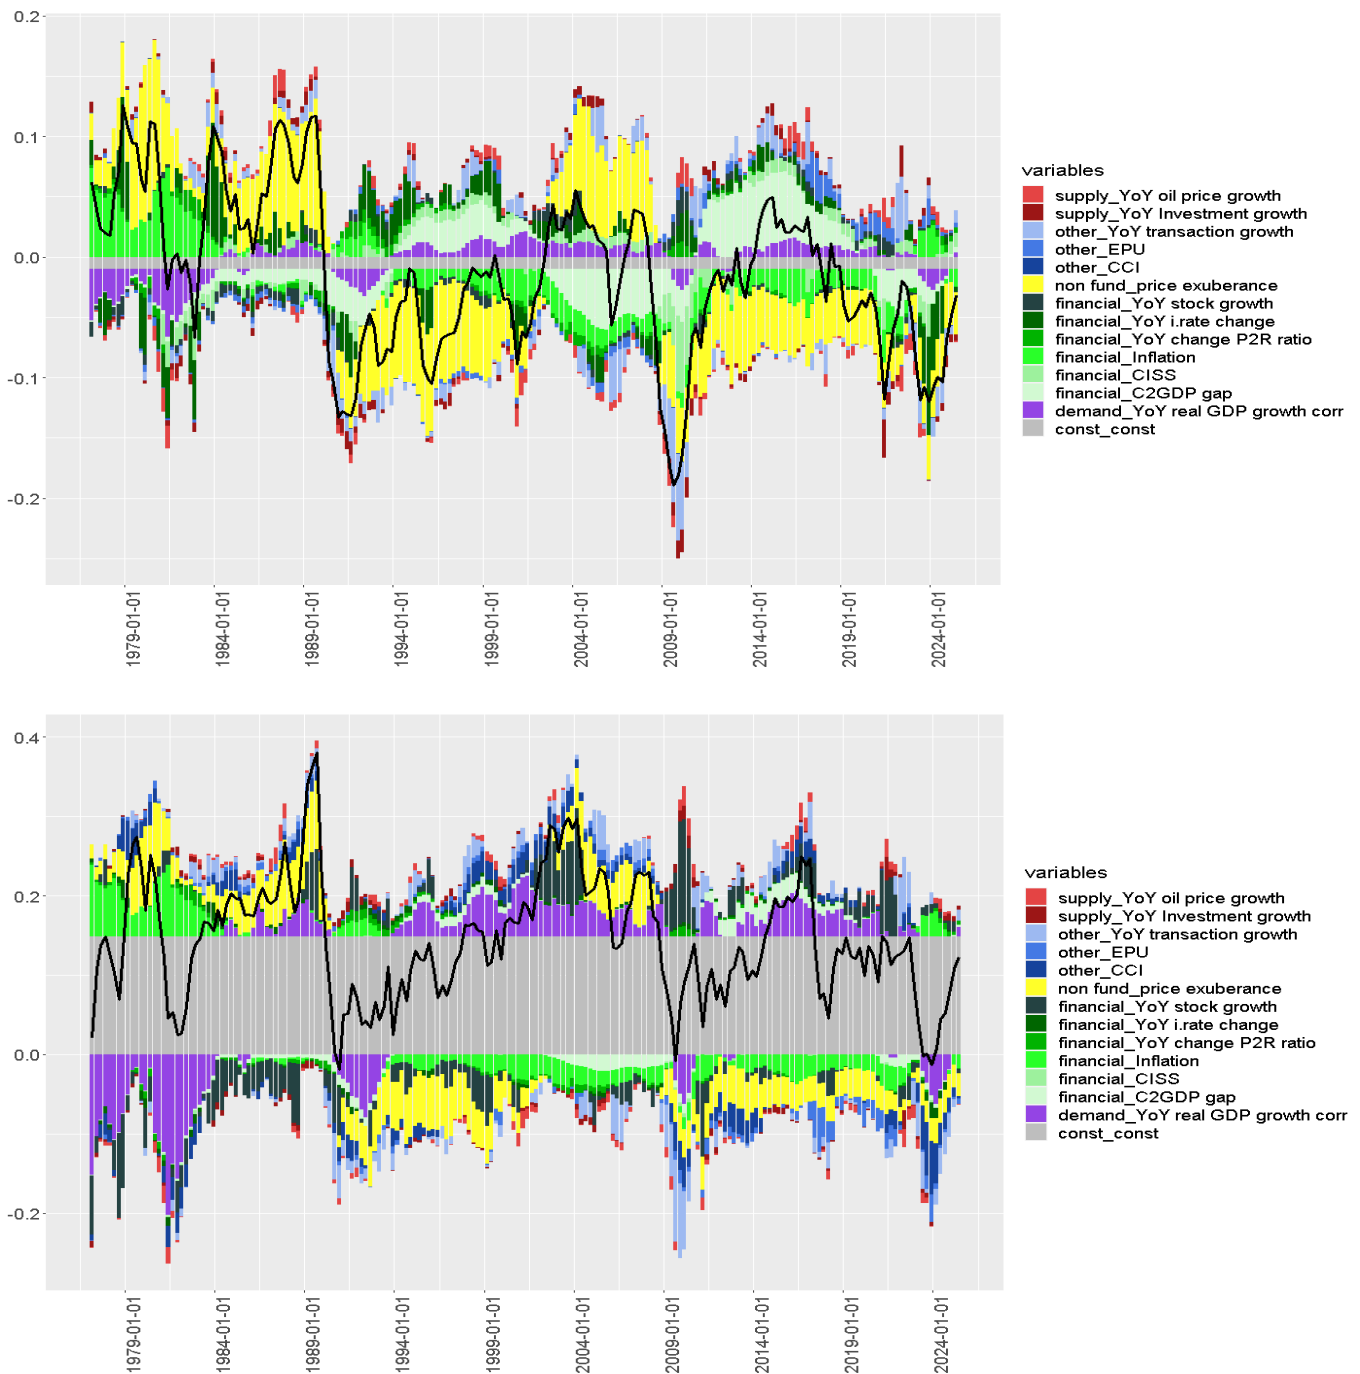 0.2
0.1
0.0
-0.1
-0.2
1979-01-01
1984-01-01
1989-01-01
1994-01-01
1999-01-01
2004-01-01
2009-01-01
2014-01-01
2019-01-01
2024-01-01
variables
supply_YoY oil price growth
supply_YoY Investment growth
other_YoY transaction growth
other_EPU
other_CCI
non fund_price exuberance
financial_YoY stock growth
financial_YoY i.rate change
financial_YoY change P2R ratio
financial_Inflation
financial_CISS
financial_C2GDP gap
demand_YoY real GDP growth corr
const_const
0.4
0.2
0.0
-0.2
1979-01-01
1984-01-01
1989-01-01
1994-01-01
1999-01-01
2004-01-01
2009-01-01
2014-01-01
2019-01-01
2024-01-01
variables
supply_YoY oil price growth
supply_YoY Investment growth
other_YoY transaction growth
other_EPU
other_CCI
non fund_price exuberance
financial_YoY stock growth
financial_YoY i.rate change
financial_YoY change P2R ratio
financial_Inflation
financial_CISS
financial_C2GDP gap
demand_YoY real GDP growth corr
const_const